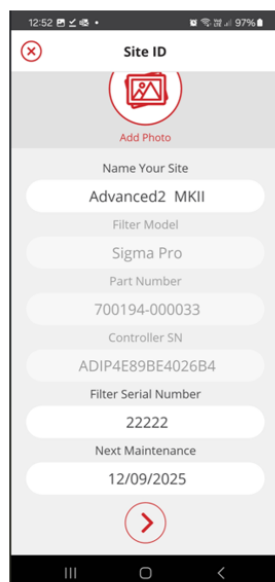 12:52
97%
Site ID
Add Photo
Name Your Site
Advanced2 MKII
Filter Model
Sigma Pro
Part Number
700194-000033
Controller SN
ADIP4E89BE4026B4
Filter Serial Number
22222
Next Maintenance
12/09/2025